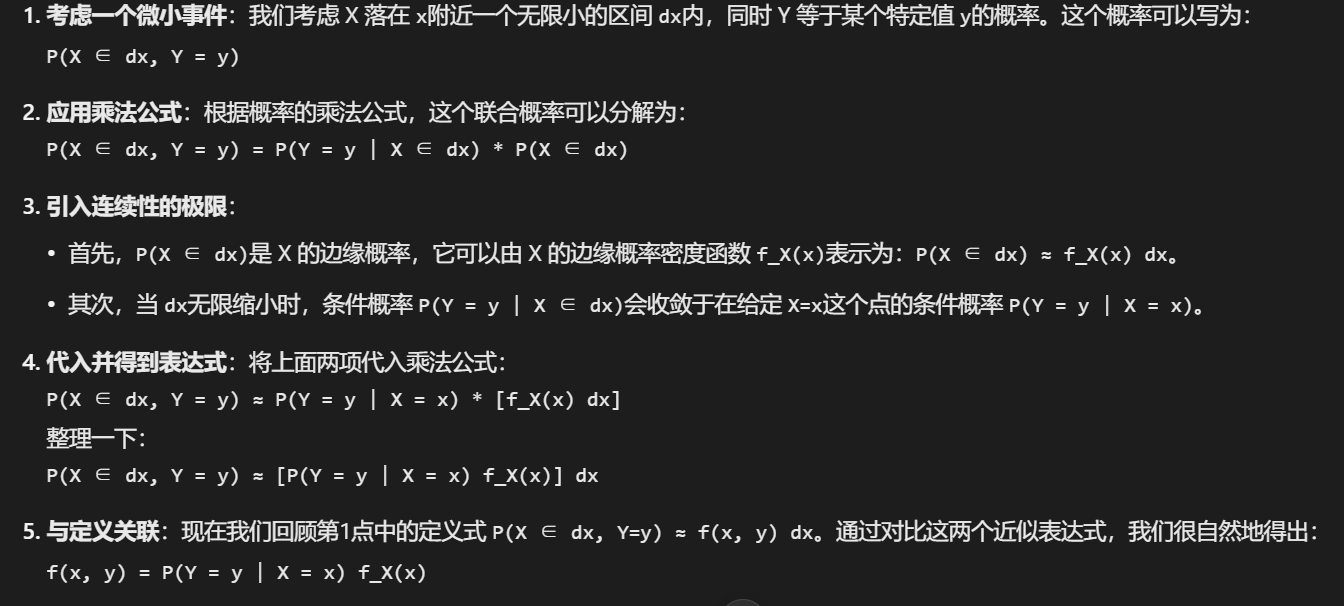 1. 考虑一个微小事件：我们考虑 X 落在 x附近一个无限小的区间 dx内，同时 Y 等于某个特定值 y的概率。这个概率可以写为：
P(X ∈ dx, Y = y)
2. 应用乘法公式：根据概率的乘法公式，这个联合概率可以分解为：
P(X ∈ dx, Y = y) = P(Y = y | X ∈ dx) * P(X ∈ dx)
3. 引入连续性的极限：
• 首先，P(X ∈ dx)是 X 的边缘概率，它可以由 X 的边缘概率密度函数 f_X(x)表示为：P(X ∈ dx) ≈ f_X(x) dx。
• 其次，当 dx无限缩小时，条件概率 P(Y = y | X ∈ dx)会收敛于在给定 X=x这个点的条件概率 P(Y = y | X = x)。
4. 代入并得到表达式：将上面两项代入乘法公式：
P(X ∈ dx, Y = y) ≈ P(Y = y | X = x) * [f_X(x) dx]
整理一下：
P(X ∈ dx, Y = y) ≈ [P(Y = y | X = x) f_X(x)] dx
5. 与定义关联：现在我们回顾第1点中的定义式 P(X ∈ dx, Y=y) ≈ f(x, y) dx。通过对比这两个近似表达式，我们很自然地得出：
f(x, y) = P(Y = y | X = x) f_X(x)